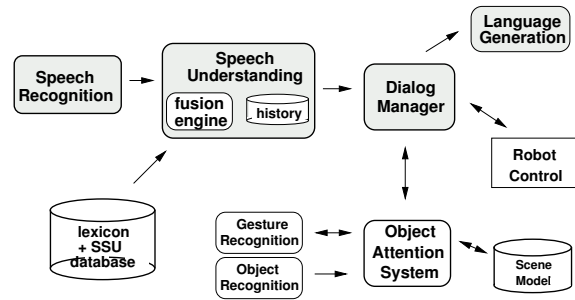 Language
Generation
Speech
Recognition
Speech
Understanding
fusion
engine
history
Dialog
Manager
Robot
Control
lexicon
+ SSU
database
Gesture
Recognition
Object
Recognition
Object
Attention
System
Scene
Model